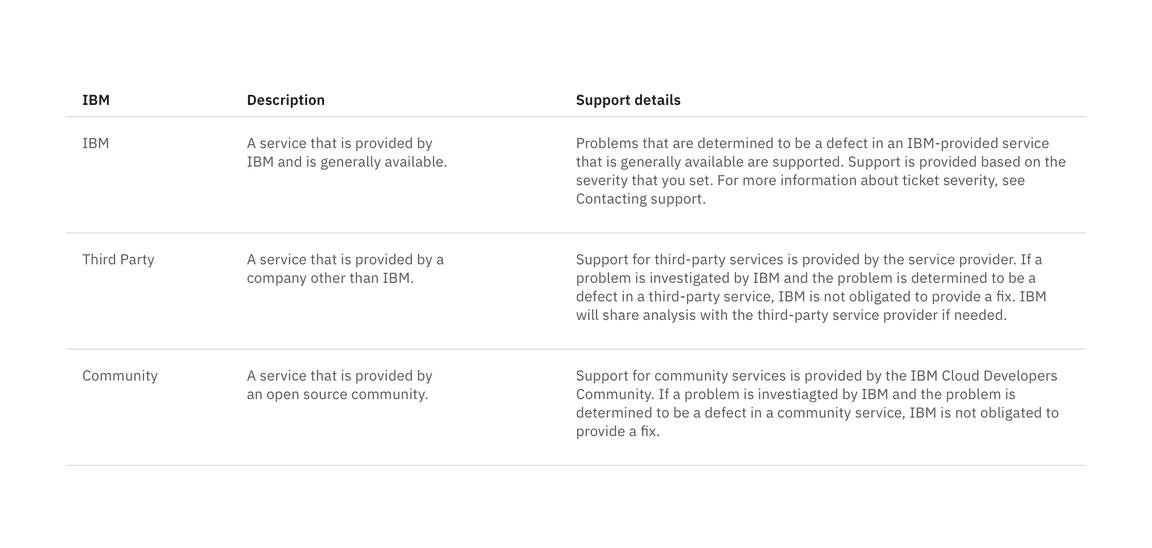 IBM Description Support details
IBM
A service that is provided by
IBM and is generally available.
Problems that are determined to be a defect in an IBM-provided service
that is generally available are supported. Support is provided based on the
severity that you set. For more information about ticket severity, see
Contacting support.
Third Party
A service that is provided by a
company other than IBM.
Support for third-party services is provided by the service provider. If a
problem is investigated by IBM and the problem is determined to be a
defect in a third-party service, IBM is not obligated to provide a fix. IBM
will share analysis with the third-party service provider if needed.
Community
A service that is provided by
an open source community.
Support for community services is provided by the IBM Cloud Developers
Community. If a problem is investiagted by IBM and the problem is
determined to be a defect in a community service, IBM is not obligated to
provide a fix.